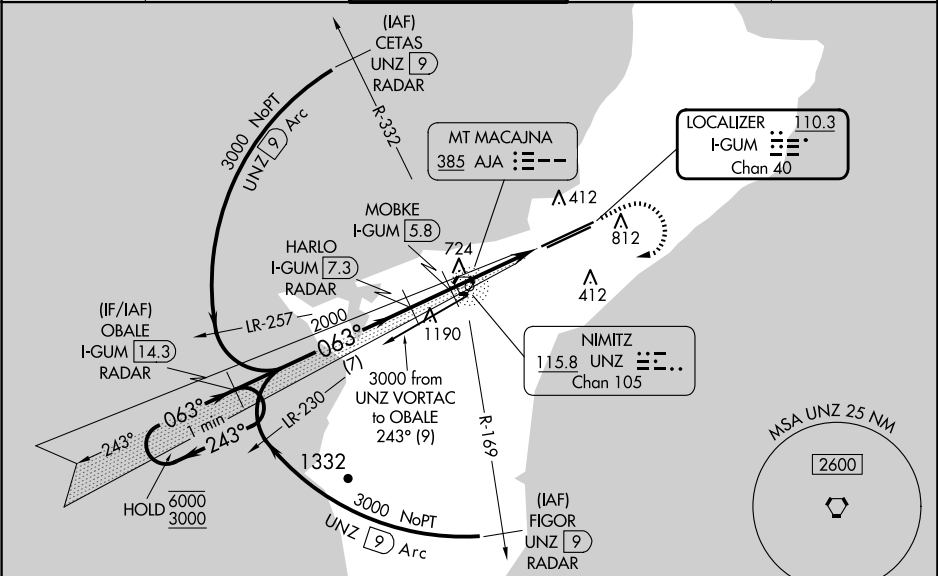 (IAF)
CETAS
UNZ 9
RADAR
3000 NoPT
UNZ 9 Arc
R-332
MT MACAJNA
385 AJA
LOCALIZER 110.3
I-GUM
Chan 40
412
812
412
MOBKE
I-GUM 5.8
724
HARLO
I-GUM 7.3
RADAR
1190
(IF/IAF)
OBALE
I-GUM 14.3
RADAR
LR-257
2000
063°
(7)
LR-230
3000 from
UNZ VORTAC
to OBALE
243° (9)
NIMITZ
115.8 UNZ
Chan 105
R-169
063°
1 min
243°
243°
HOLD 6000
3000
1332
3000 NoPT
UNZ 9 Arc
(IAF)
FIGOR
UNZ 9
RADAR
MSA UNZ 25 NM
2600